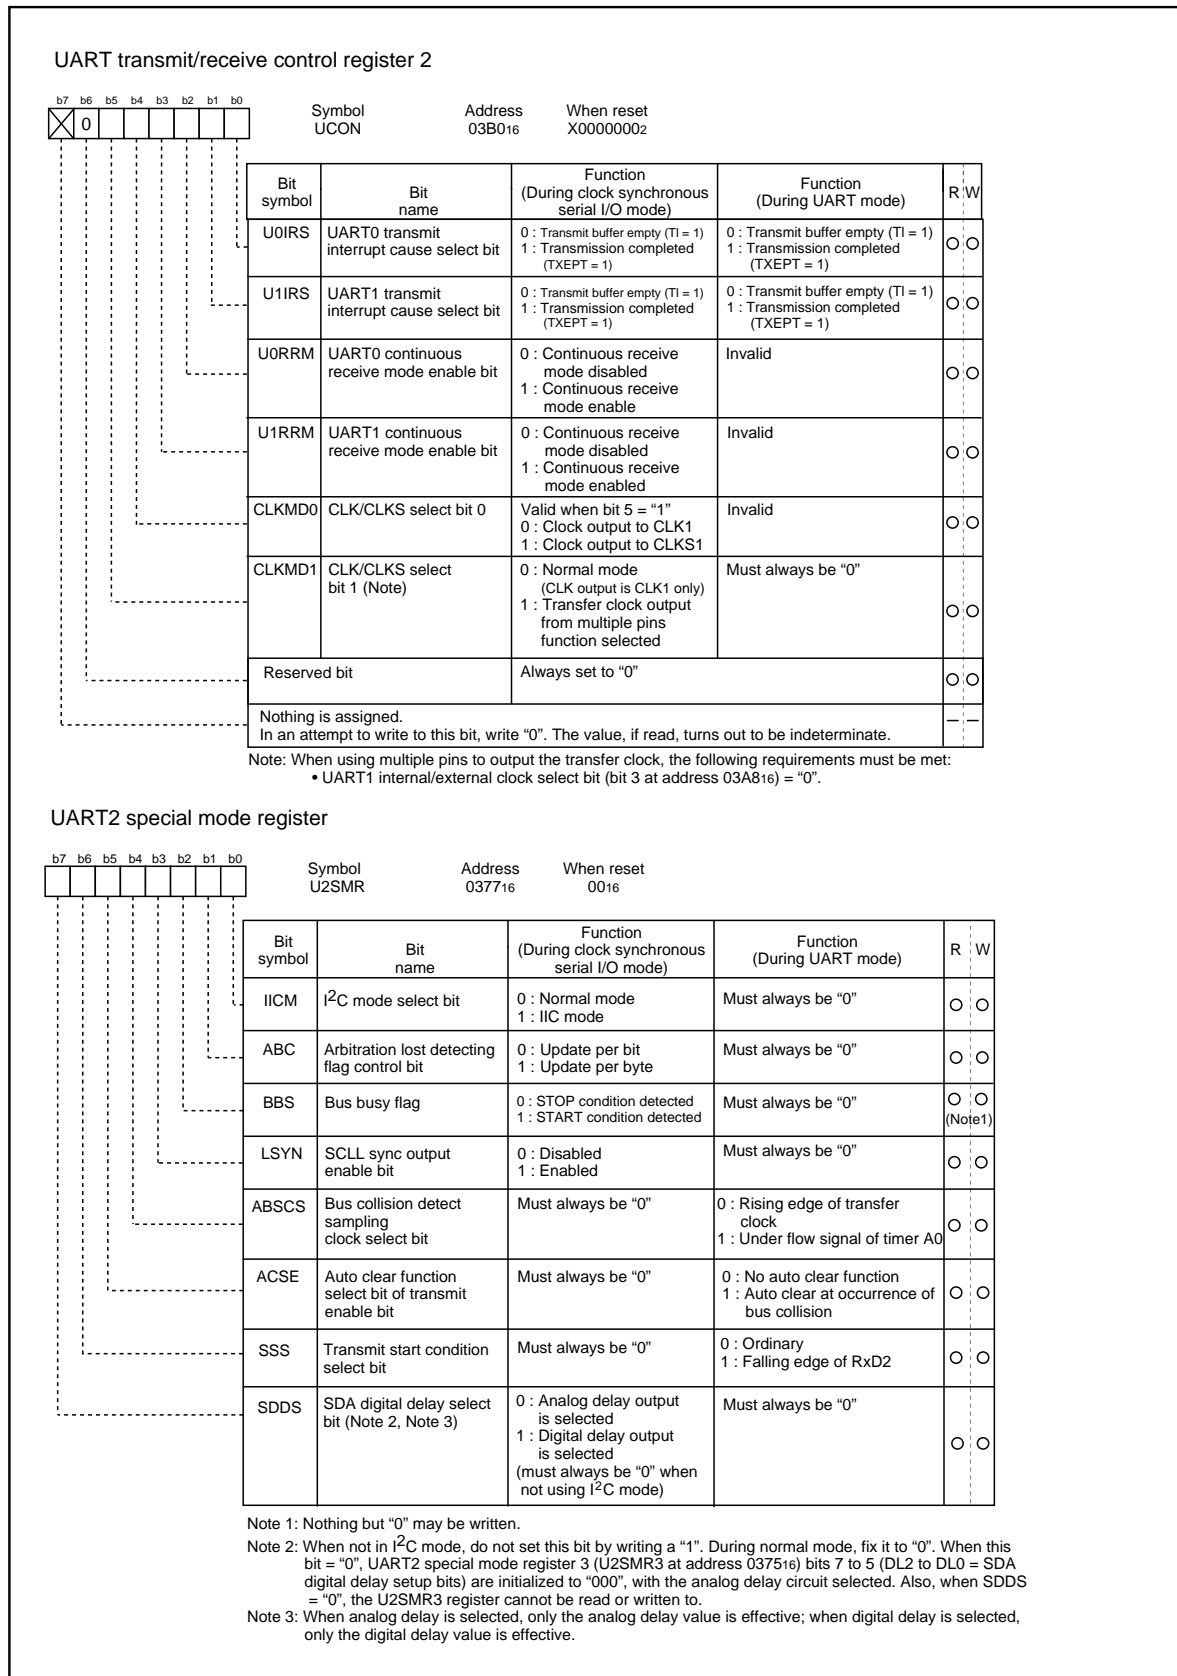 UART transmit/receive control register 2
b7 b6 b5 b4 b3 b2 b1 b0
0
Symbol Address When reset
UCON 03B016 X00000002
Bit symbol
Bit name
Function (During clock synchronous serial I/O mode)
Function (During UART mode)
R W
U0IRS
UART0 transmit
interrupt cause select bit
0 : Transmit buffer empty (TI = 1)
1 : Transmission completed
(TXEPT = 1)
0 : Transmit buffer empty (TI = 1)
1 : Transmission completed
(TXEPT = 1)
U1IRS
UART1 transmit
interrupt cause select bit
0 : Transmit buffer empty (TI = 1)
1 : Transmission completed
(TXEPT = 1)
0 : Transmit buffer empty (TI = 1)
1 : Transmission completed
(TXEPT = 1)
U0RRM
UART0 continuous
receive mode enable bit
0 : Continuous receive
mode disabled
1 : Continuous receive
mode enable
Invalid
U1RRM
UART1 continuous
receive mode enable bit
0 : Continuous receive
mode disabled
1 : Continuous receive
mode enabled
Invalid
CLKMD0
CLK/CLKS select bit 0
Valid when bit 5 = “1”
0 : Clock output to CLK1
1 : Clock output to CLKS1
Invalid
CLKMD1
CLK/CLKS select
bit 1 (Note)
0 : Normal mode
(CLK output is CLK1 only)
1 : Transfer clock output
from multiple pins
function selected
Must always be “0”
Reserved bit
Always set to “0”
Nothing is assigned.
In an attempt to write to this bit, write “0”. The value, if read, turns out to be indeterminate.
– –
Note: When using multiple pins to output the transfer clock, the following requirements must be met:
• UART1 internal/external clock select bit (bit 3 at address 03A816) = “0”.
UART2 special mode register
b7 b6 b5 b4 b3 b2 b1 b0
Symbol Address When reset
U2SMR 037716 0016
Bit symbol
Bit name
Function (During clock synchronous serial I/O mode)
Function (During UART mode)
R W
IICM
I2C mode select bit
0 : Normal mode
1 : IIC mode
Must always be “0”
ABC
Arbitration lost detecting
flag control bit
0 : Update per bit
1 : Update per byte
Must always be “0”
BBS
Bus busy flag
0 : STOP condition detected
1 : START condition detected
Must always be “0”
(Note1)
LSYN
SCLL sync output
enable bit
0 : Disabled
1 : Enabled
Must always be “0”
ABSCS
Bus collision detect
sampling
clock select bit
Must always be “0”
0 : Rising edge of transfer
clock
1 : Under flow signal of timer A0
ACSE
Auto clear function
select bit of transmit
enable bit
Must always be “0”
0 : No auto clear function
1 : Auto clear at occurrence of
bus collision
SSS
Transmit start condition
select bit
Must always be “0”
0 : Ordinary
1 : Falling edge of RxD2
SDDS
SDA digital delay select
bit (Note 2, Note 3)
0 : Analog delay output
is selected
1 : Digital delay output
is selected
(must always be “0” when
not using I2C mode)
Must always be “0”
Note 1: Nothing but “0” may be written.
Note 2: When not in I2C mode, do not set this bit by writing a “1”. During normal mode, fix it to “0”. When this
bit = “0”, UART2 special mode register 3 (U2SMR3 at address 037516) bits 7 to 5 (DL2 to DL0 = SDA
digital delay setup bits) are initialized to “000”, with the analog delay circuit selected. Also, when SDDS
= “0”, the U2SMR3 register cannot be read or written to.
Note 3: When analog delay is selected, only the analog delay value is effective; when digital delay is selected,
only the digital delay value is effective.